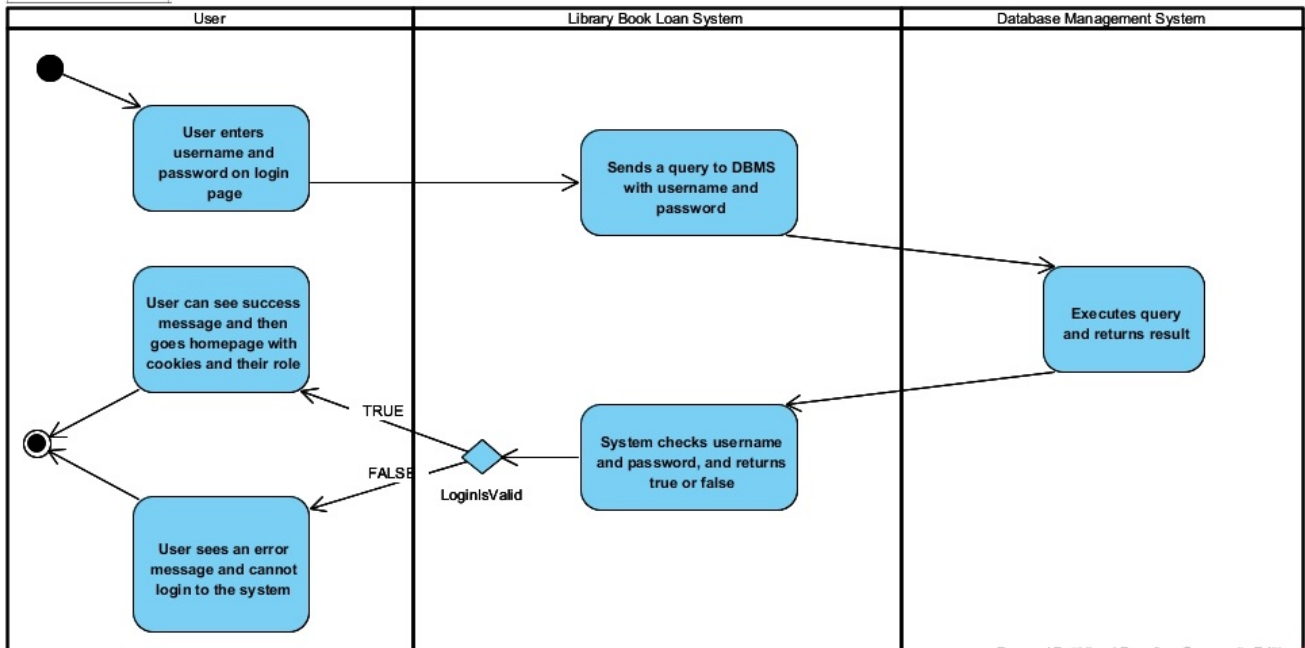 User
Library Book Loan System
Database Management System
User enters
username and
password on login
page
Sends a query to DBMS
with username and
password
Executes query
and returns result
User can see success
message and then
goes homepage with
cookies and their role
TRUE
FALSE
LoginIsValid
System checks username
and password, and returns
true or false
User sees an error
message and cannot
login to the system